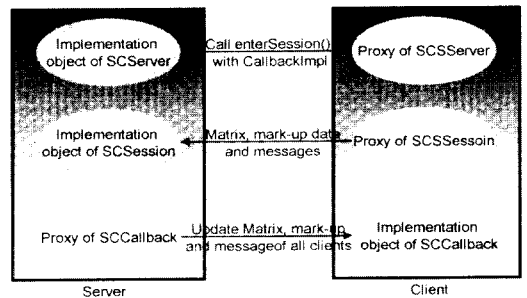 Implementation
object of SCServer
Call enterSession()
with CallbackImpl
Proxy of SCSServer
Implementation
object of SCSession
Matrix, mark-up data
and messages
Proxy of SCSSessoin
Proxy of SCCallback
Update Matrix, mark-up
and messageof all clients
Implementation
object of SCCallback
Server
Client